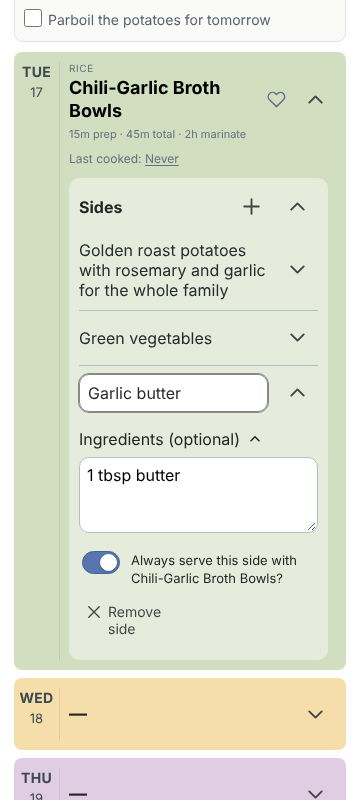 Parboil the potatoes for tomorrow
TUE
17
RICE
Chili-Garlic Broth
Bowls
15m prep · 45m total · 2h marinate
Last cooked: Never
Sides
Golden roast potatoes
with rosemary and garlic
for the whole family
Green vegetables
Garlic butter
Ingredients (optional)
1 tbsp butter
Always serve this side with
Chili-Garlic Broth Bowls?
Remove
side
WED
18
—
THU
19
—